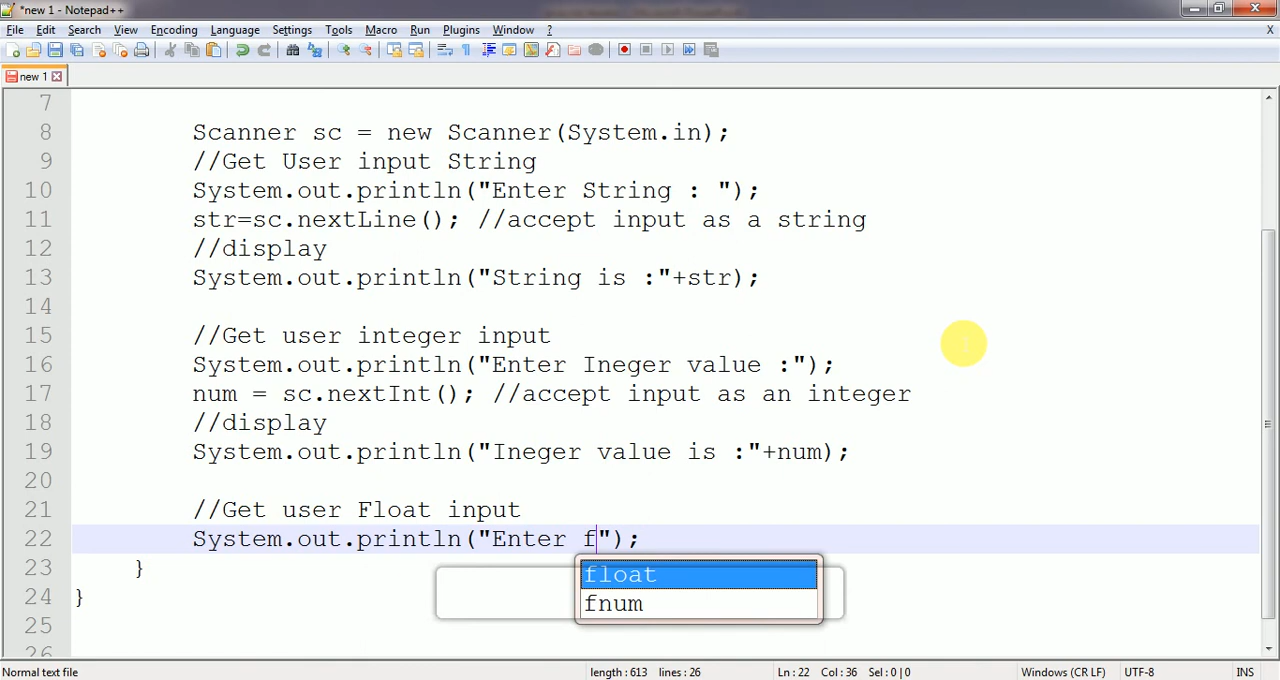 *new 1 - Notepad++
File Edit Search View Encoding Language Settings Tools Macro Run Plugins Window ? X
new 1
7
8 Scanner sc = new Scanner(System.in);
9 //Get User input String
10 System.out.println("Enter String : ");
11 str=sc.nextLine(); //accept input as a string
12 //display
13 System.out.println("String is :"+str);
14
15 //Get user integer input
16 System.out.println("Enter Ineger value :");
17 num = sc.nextInt(); //accept input as an integer
18 //display
19 System.out.println("Ineger value is :"+num);
20
21 //Get user Float input
22 System.out.println("Enter f");
23 }
float
24 }
fnum
25
26
Normal text file length : 613 lines : 26 Ln : 22 Col : 36 Sel : 0 | 0 Windows (CR LF) UTF-8 INS